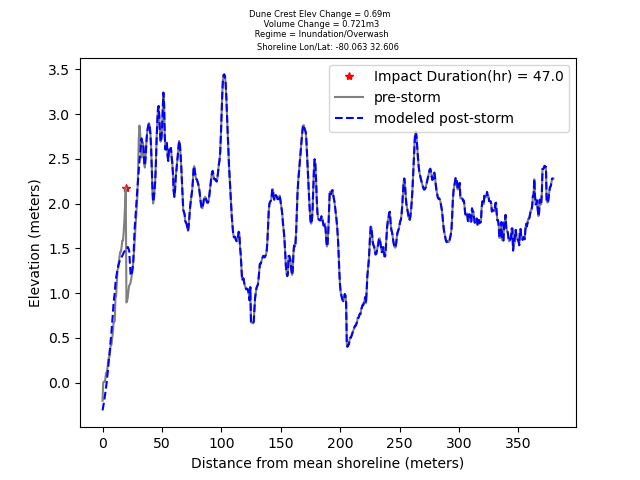 Dune Crest Elev Change = 0.69m
Volume Change = 0.721m3
Regime = Inundation/Overwash
Shoreline Lon/Lat: -80.063 32.606
Impact Duration(hr) = 47.0
pre-storm
modeled post-storm
Elevation (meters)
3.5
3.0
2.5
2.0
1.5
1.0
0.5
0.0
0 50 100 150 200 250 300 350
Distance from mean shoreline (meters)